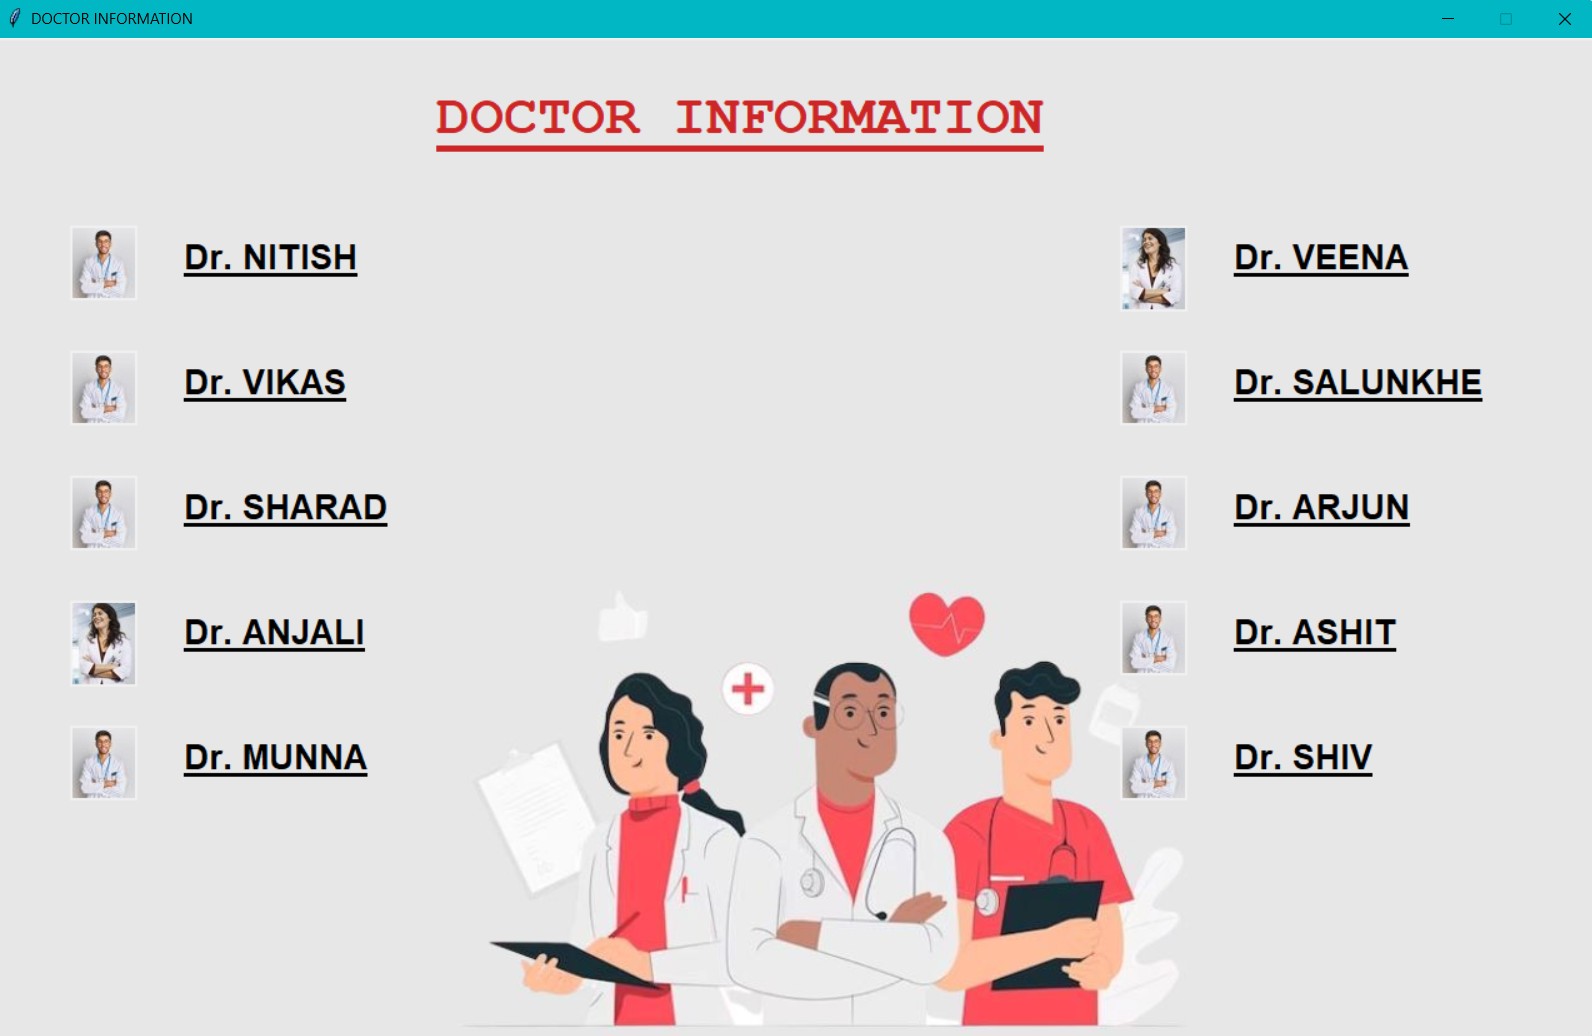 DOCTOR INFORMATION
DOCTOR INFORMATION
Dr. NITISH
Dr. VIKAS
Dr. SHARAD
Dr. ANJALI
Dr. MUNNA
Dr. VEENA
Dr. SALUNKHE
Dr. ARJUN
Dr. ASHIT
Dr. SHIV